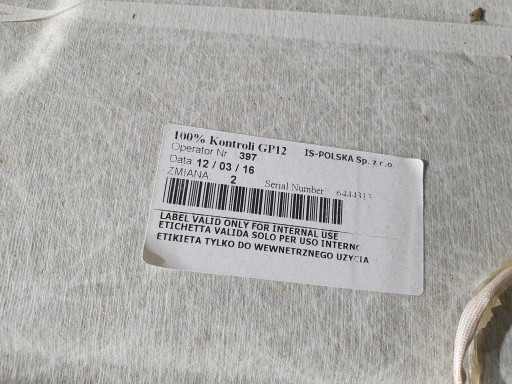 100% Kontroli GP12 IS-POLSKA Sp. z r.o.
Operator Nr 397
Data 12 / 03 / 16
ZMIANA 2 Serial Number
LABEL VALID ONLY FOR INTERNAL USE
ETICHETTA VALIDA SOLO PER USO INTERNO
ETIKIETA TYLKO DO WEWNETRZNEGO UZYCIA